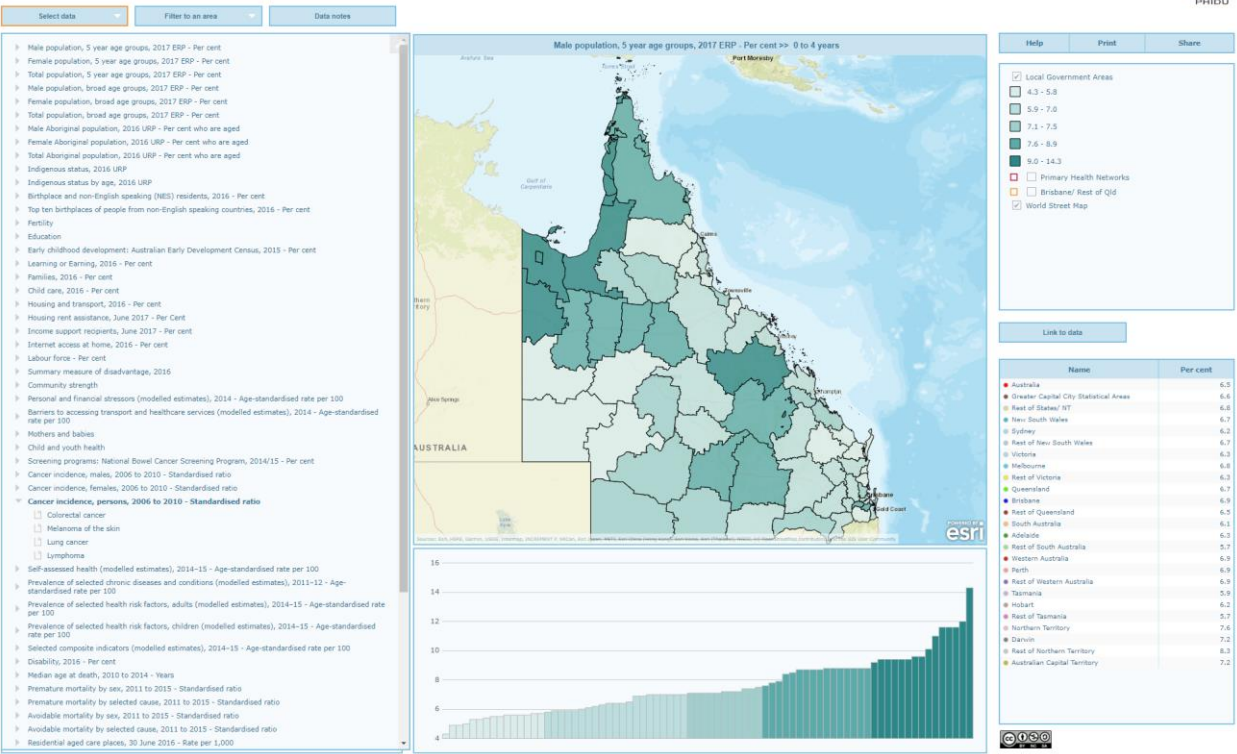 PHIDU
Select data
Filter to an area
Data notes
Male population, 5 year age groups, 2017 ERP - Per cent
Female population, 5 year age groups, 2017 ERP - Per cent
Total population, 5 year age groups, 2017 ERP - Per cent
Male population, broad age groups, 2017 ERP - Per cent
Female population, broad age groups, 2017 ERP - Per cent
Total population, broad age groups, 2017 ERP - Per cent
Male Aboriginal population, 2016 URP - Per cent who are aged
Female Aboriginal population, 2016 URP - Per cent who are aged
Total Aboriginal population, 2016 URP - Per cent who are aged
Indigenous status, 2016 URP
Indigenous status by age, 2016 URP
Birthplace and non-English speaking (NES) residents, 2016 - Per cent
Top ten birthplaces of people from non-English speaking countries, 2016 - Per cent
Fertility
Education
Early childhood development: Australian Early Development Census, 2015 - Per cent
Learning or Earning, 2016 - Per cent
Families, 2016 - Per cent
Child care, 2016 - Per cent
Housing and transport, 2016 - Per cent
Housing rent assistance, June 2017 - Per Cent
Income support recipients, June 2017 - Per cent
Internet access at home, 2016 - Per cent
Labour force - Per cent
Summary measure of disadvantage, 2016
Community strength
Personal and financial stressors (modelled estimates), 2014 - Age-standardised rate per 100
Barriers to accessing transport and healthcare services (modelled estimates), 2014 - Age-standardised
rate per 100
Mothers and babies
Child and youth health
Screening programs: National Bowel Cancer Screening Program, 2014/15 - Per cent
Cancer incidence, males, 2006 to 2010 - Standardised ratio
Cancer incidence, females, 2006 to 2010 - Standardised ratio
Cancer incidence, persons, 2006 to 2010 - Standardised ratio
Colorectal cancer
Melanoma of the skin
Lung cancer
Lymphoma
Self-assessed health (modelled estimates), 2014–15 - Age-standardised rate per 100
Prevalence of selected chronic diseases and conditions (modelled estimates), 2011–12 - Age-
standardised rate per 100
Prevalence of selected health risk factors, adults (modelled estimates), 2014–15 - Age-standardised rate
per 100
Prevalence of selected health risk factors, children (modelled estimates), 2014–15 - Age-standardised
rate per 100
Selected composite indicators (modelled estimates), 2014–15 - Age-standardised rate per 100
Disability, 2016 - Per cent
Median age at death, 2010 to 2014 - Years
Premature mortality by sex, 2011 to 2015 - Standardised ratio
Premature mortality by selected cause, 2011 to 2015 - Standardised ratio
Avoidable mortality by sex, 2011 to 2015 - Standardised ratio
Avoidable mortality by selected cause, 2011 to 2015 - Standardised ratio
Residential aged care places, 30 June 2016 - Rate per 1,000
Male population, 5 year age groups, 2017 ERP - Per cent >> 0 to 4 years
Arafura Sea
Torres Strait
Port Moresby
Gulf of
Carpentaria
Cairns
Townsville
Alice Springs
AUSTRALIA
Lake
Eyre
Gold Coast
POWERED BY
esri
16
14
12
10
8
6
4
Help
Print
Share
Local Government Areas
4.3 - 5.8
5.9 - 7.0
7.1 - 7.5
7.6 - 8.9
9.0 - 14.3
Primary Health Networks
Brisbane/ Rest of Qld
World Street Map
Link to data
Name Per cent
Australia 6.5
Greater Capital City Statistical Areas 6.6
Rest of States/ NT 6.8
New South Wales 6.7
Sydney 6.2
Rest of New South Wales 6.7
Victoria 6.3
Melbourne 6.8
Rest of Victoria 6.3
Queensland 6.7
Brisbane 6.9
Rest of Queensland 6.5
South Australia 6.1
Adelaide 6.3
Rest of South Australia 5.7
Western Australia 6.9
Perth 6.9
Rest of Western Australia 6.9
Tasmania 5.9
Hobart 6.2
Rest of Tasmania 5.7
Northern Territory 7.6
Darwin 7.2
Rest of Northern Territory 8.3
Australian Capital Territory 7.2
BY NC SA